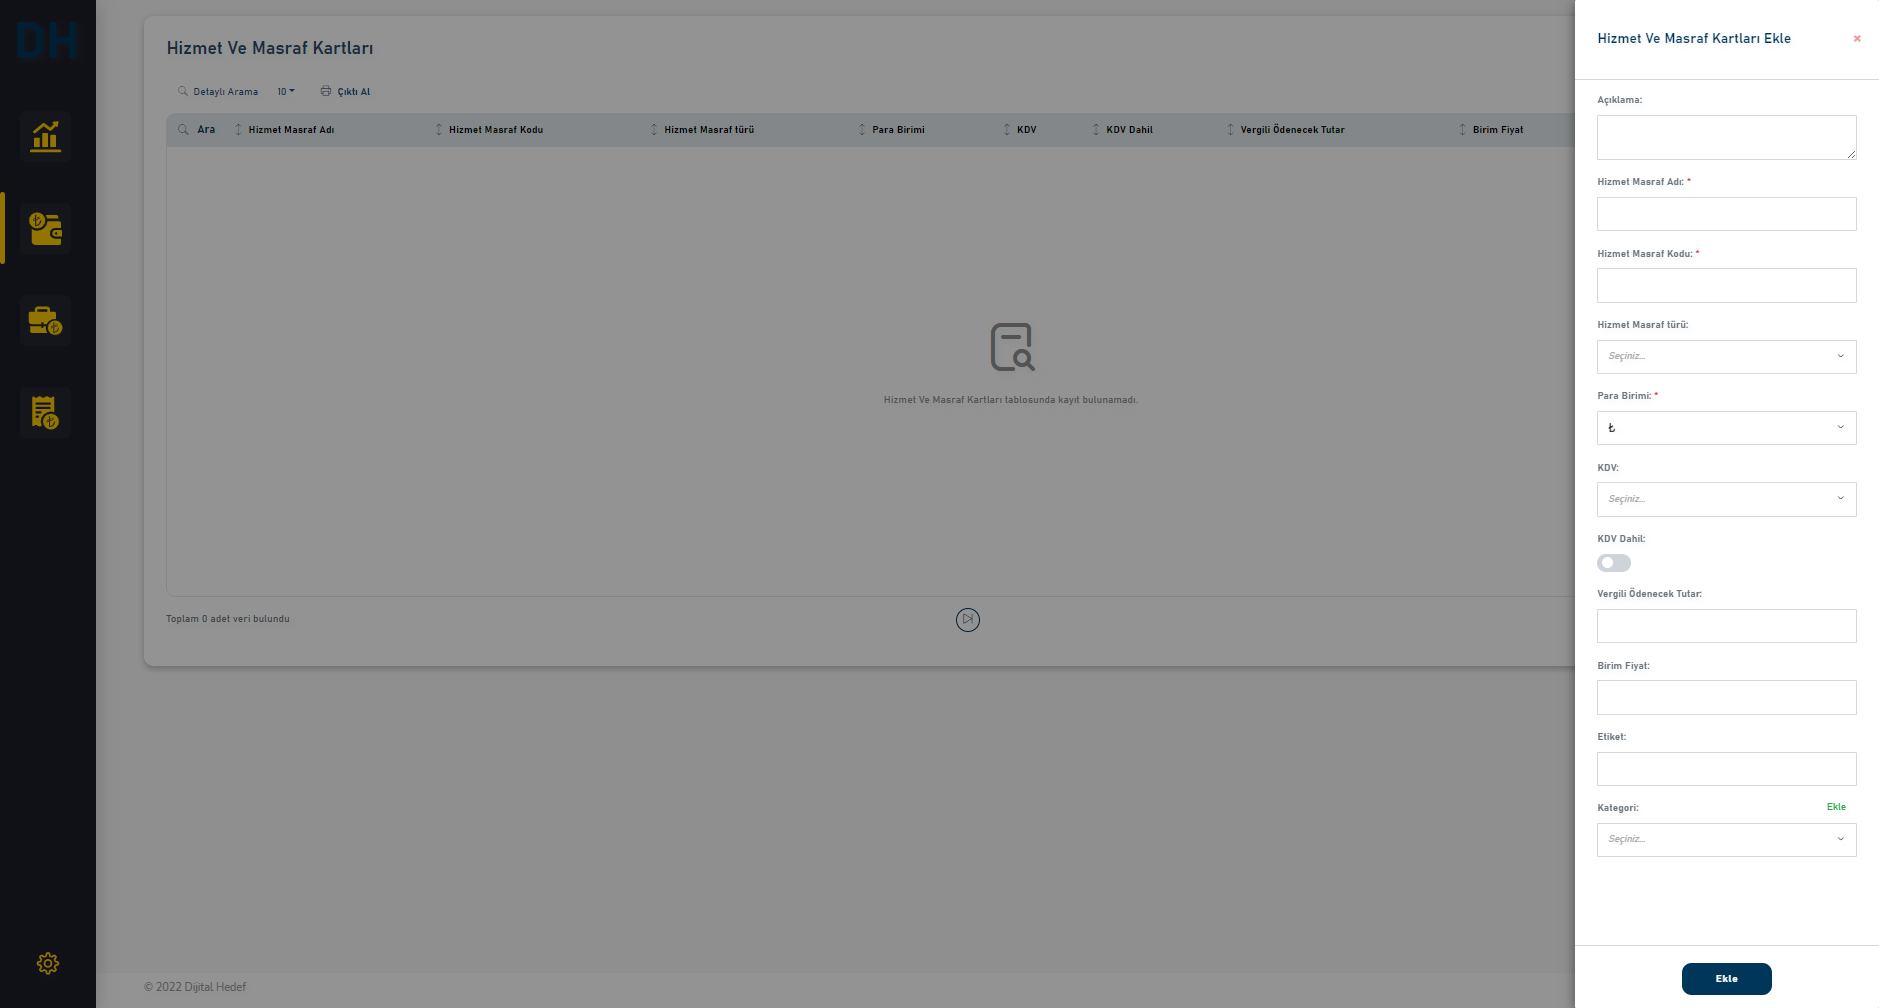 DH
Hizmet Ve Masraf Kartları
Detaylı Arama 10 Çıktı Al
Ara Hizmet Masraf Adı Hizmet Masraf Kodu Hizmet Masraf türü Para Birimi KDV KDV Dahil Vergili Ödenecek Tutar Birim Fiyat
Hizmet Ve Masraf Kartları tablosunda kayıt bulunamadı.
Toplam 0 adet veri bulundu
© 2022 Dijital Hedef
Hizmet Ve Masraf Kartları Ekle
Açıklama:
Hizmet Masraf Adı: *
Hizmet Masraf Kodu: *
Hizmet Masraf türü:
Seçiniz...
Para Birimi: *
₺
KDV:
Seçiniz...
KDV Dahil:
Vergili Ödenecek Tutar:
Birim Fiyat:
Etiket:
Kategori: Ekle
Seçiniz...
Ekle